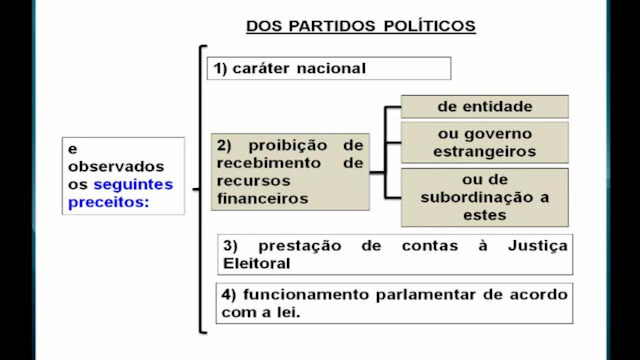 DOS PARTIDOS POLÍTICOS
e
observados
os seguintes
preceitos:
1) caráter nacional
2) proibição de
recebimento de
recursos
financeiros
de entidade
ou governo
estrangeiros
ou de
subordinação a
estes
3) prestação de contas à Justiça
Eleitoral
4) funcionamento parlamentar de acordo
com a lei.